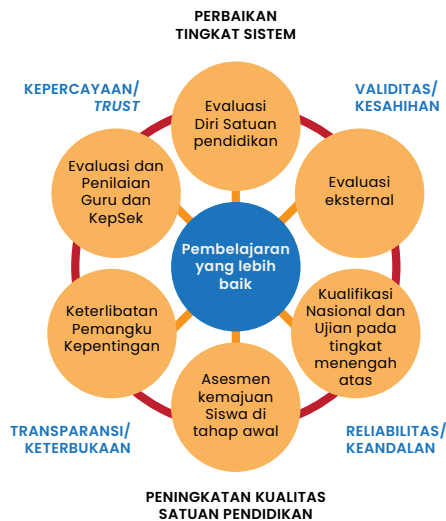 PERBAIKAN
TINGKAT SISTEM
KEPERCAYAAN/
TRUST
VALIDITAS/
KESAHIHAN
Evaluasi
Diri Satuan
pendidikan
Evaluasi dan
Penilaian
Guru dan
KepSek
Evaluasi
eksternal
Pembelajaran
yang lebih
baik
Keterlibatan
Pemangku
Kepentingan
Kualifikasi
Nasional dan
Ujian pada
tingkat
menengah
atas
Asesmen
kemajuan
Siswa di
tahap awal
TRANSPARANSI/
KETERBUKAAN
RELIABILITAS/
KEANDALAN
PENINGKATAN KUALITAS
SATUAN PENDIDIKAN